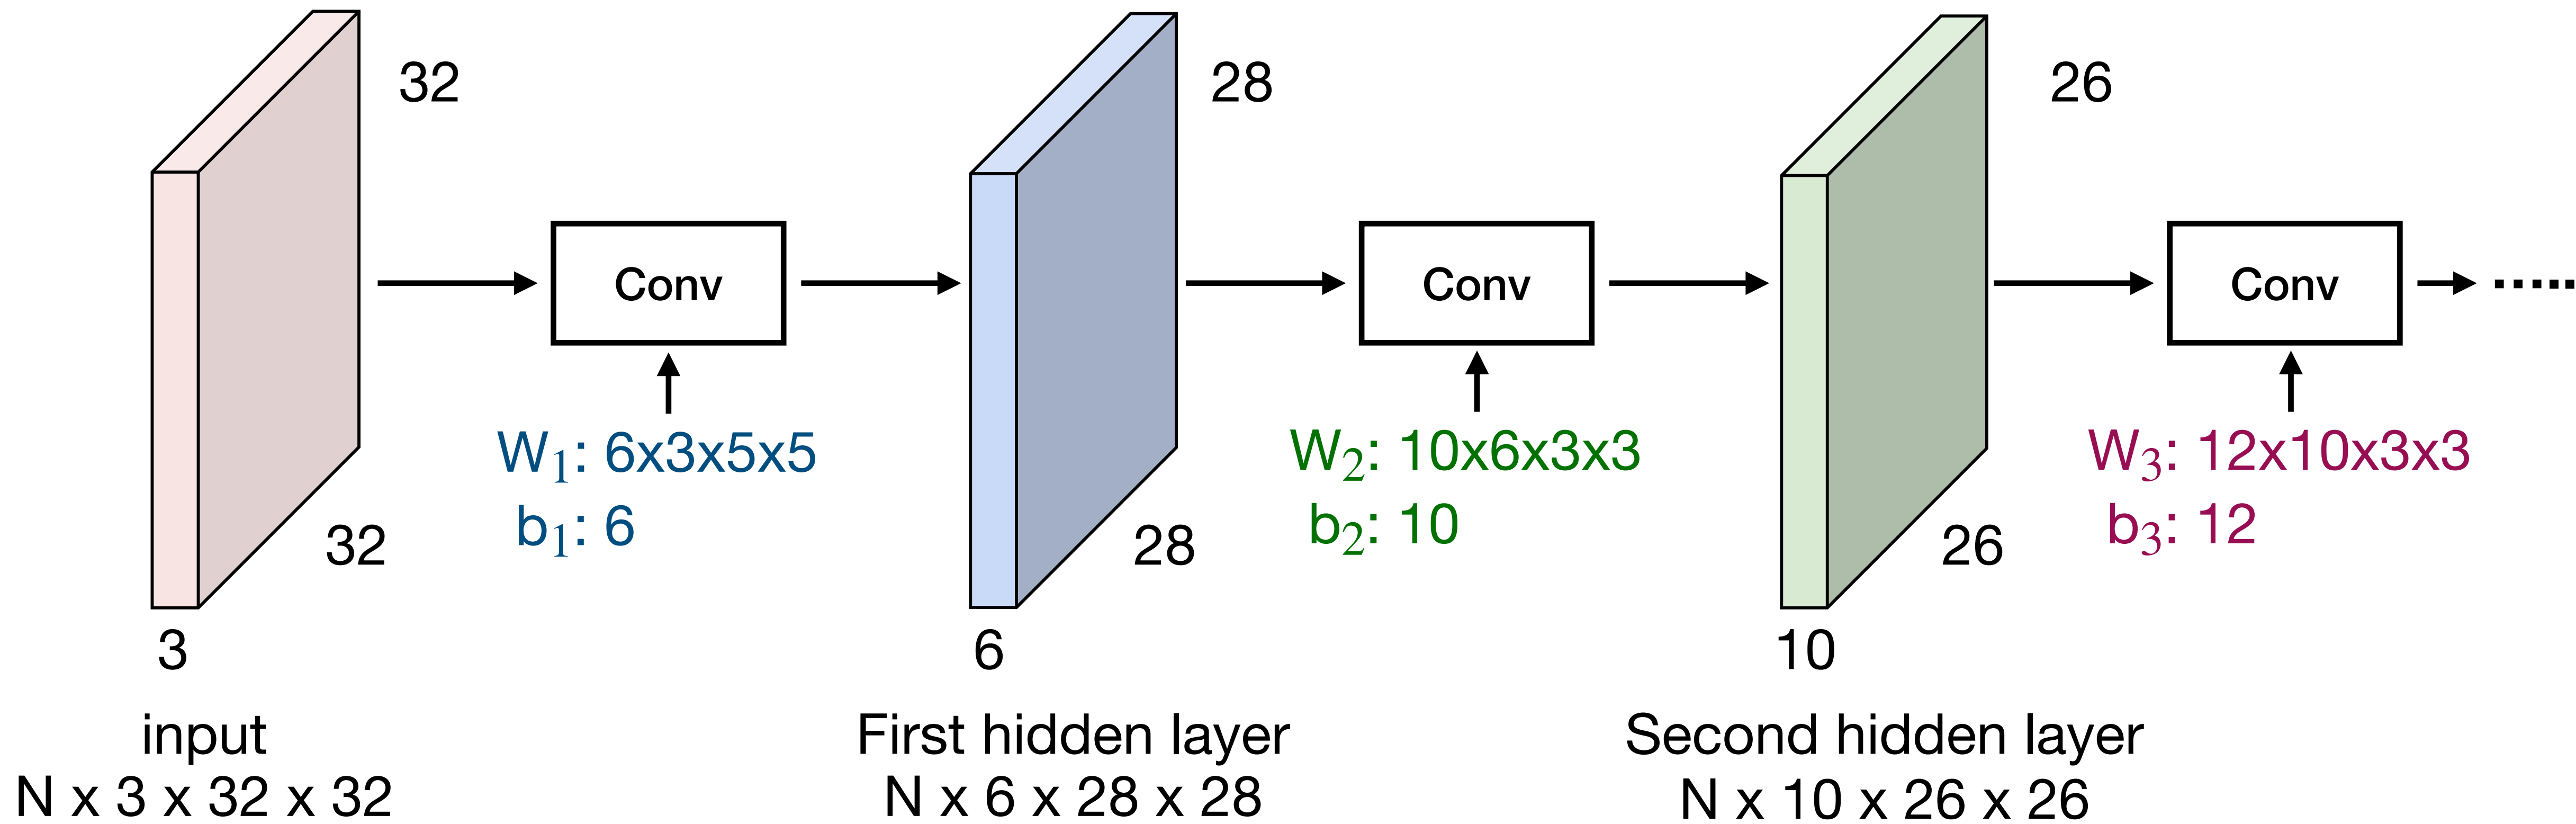 32
28
26
Conv
Conv
Conv
......
W₁: 6x3x5x5
b₁: 6
W₂: 10x6x3x3
b₂: 10
W₃: 12x10x3x3
b₃: 12
32
28
26
3
6
10
input
N x 3 x 32 x 32
First hidden layer
N x 6 x 28 x 28
Second hidden layer
N x 10 x 26 x 26